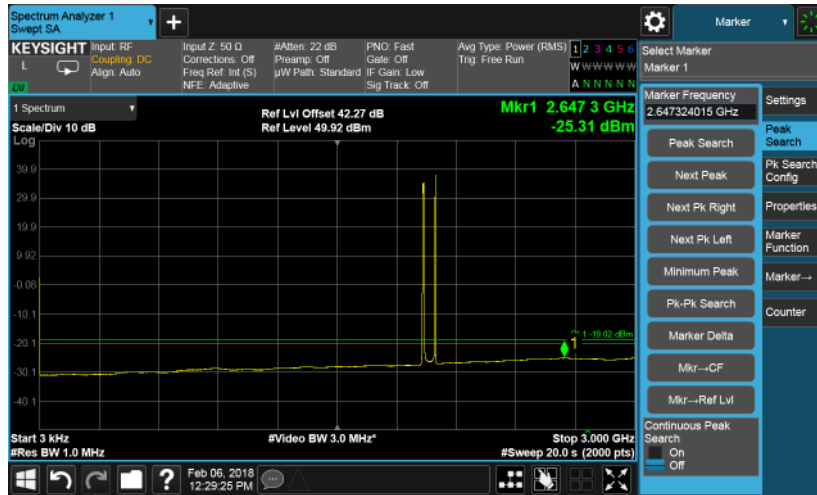 Spectrum Analyzer 1
Swept SA
Marker
KEYSIGHT
L
LXI
Input: RF
Coupling: DC
Align: Auto
Input Z: 50 Ω
Corrections: Off
Freq Ref: Int (S)
NFE: Adaptive
#Atten: 22 dB
Preamp: Off
µW Path: Standard
PNO: Fast
Gate: Off
IF Gain: Low
Sig Track: Off
Avg Type: Power (RMS)
Trig: Free Run
1 2 3 4 5 6
W W W W W W
A N N N N N
Select Marker
Marker 1
1 Spectrum
Scale/Div 10 dB
Log
Ref Lvl Offset 42.27 dB
Ref Level 49.92 dBm
Mkr1 2.647 3 GHz
-25.31 dBm
39.9
29.9
19.9
9.92
-0.08
-10.1
-20.1
-30.1
-40.1
1 -19.02 dBm
1
Start 3 kHz
#Res BW 1.0 MHz
#Video BW 3.0 MHz*
Stop 3.000 GHz
#Sweep 20.0 s (2000 pts)
Marker Frequency
2.647324015 GHz
Peak Search
Next Peak
Next Pk Right
Next Pk Left
Minimum Peak
Pk-Pk Search
Marker Delta
Mkr→CF
Mkr→Ref Lvl
Continuous Peak
Search
On
Off
Settings
Peak
Search
Pk Search
Config
Properties
Marker
Function
Marker→
Counter
?
Feb 06, 2018
12:29:25 PM